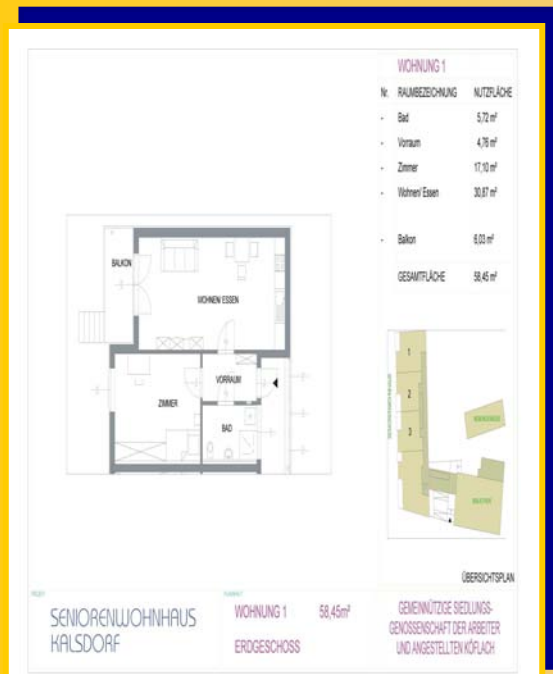 WOHNUNG 1
Nr. RAUMBEZEICHNUNG NUTZFLÄCHE
- Bad 5,72 m²
- Vorraum 4,76 m²
- Zimmer 17,10 m²
- Wohnen/ Essen 30,87 m²
- Balkon 6,03 m²
GESAMTFLÄCHE 58,45 m²
BALKON
WOHNEN/ ESSEN
VORRAUM
ZIMMER
BAD
1
2
3
ÜBERSICHTSPLAN
SENIORENWOHNHAUS
KALSDORF
WOHNUNG 1 58,45m²
ERDGESCHOSS
GEMEINNÜTZIGE SIEDLUNGS-
GENOSSENSCHAFT DER ARBEITER
UND ANGESTELLTEN KÖFLACH